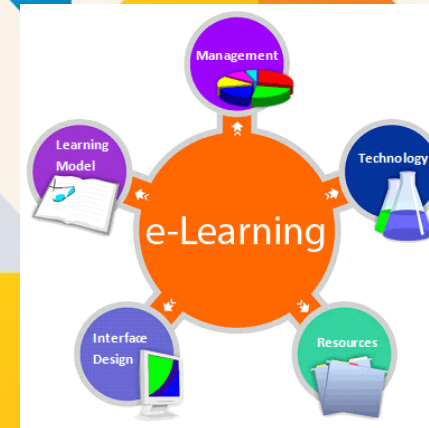 Management
Learning
Model
Technology
e-Learning
Interface
Design
Resources